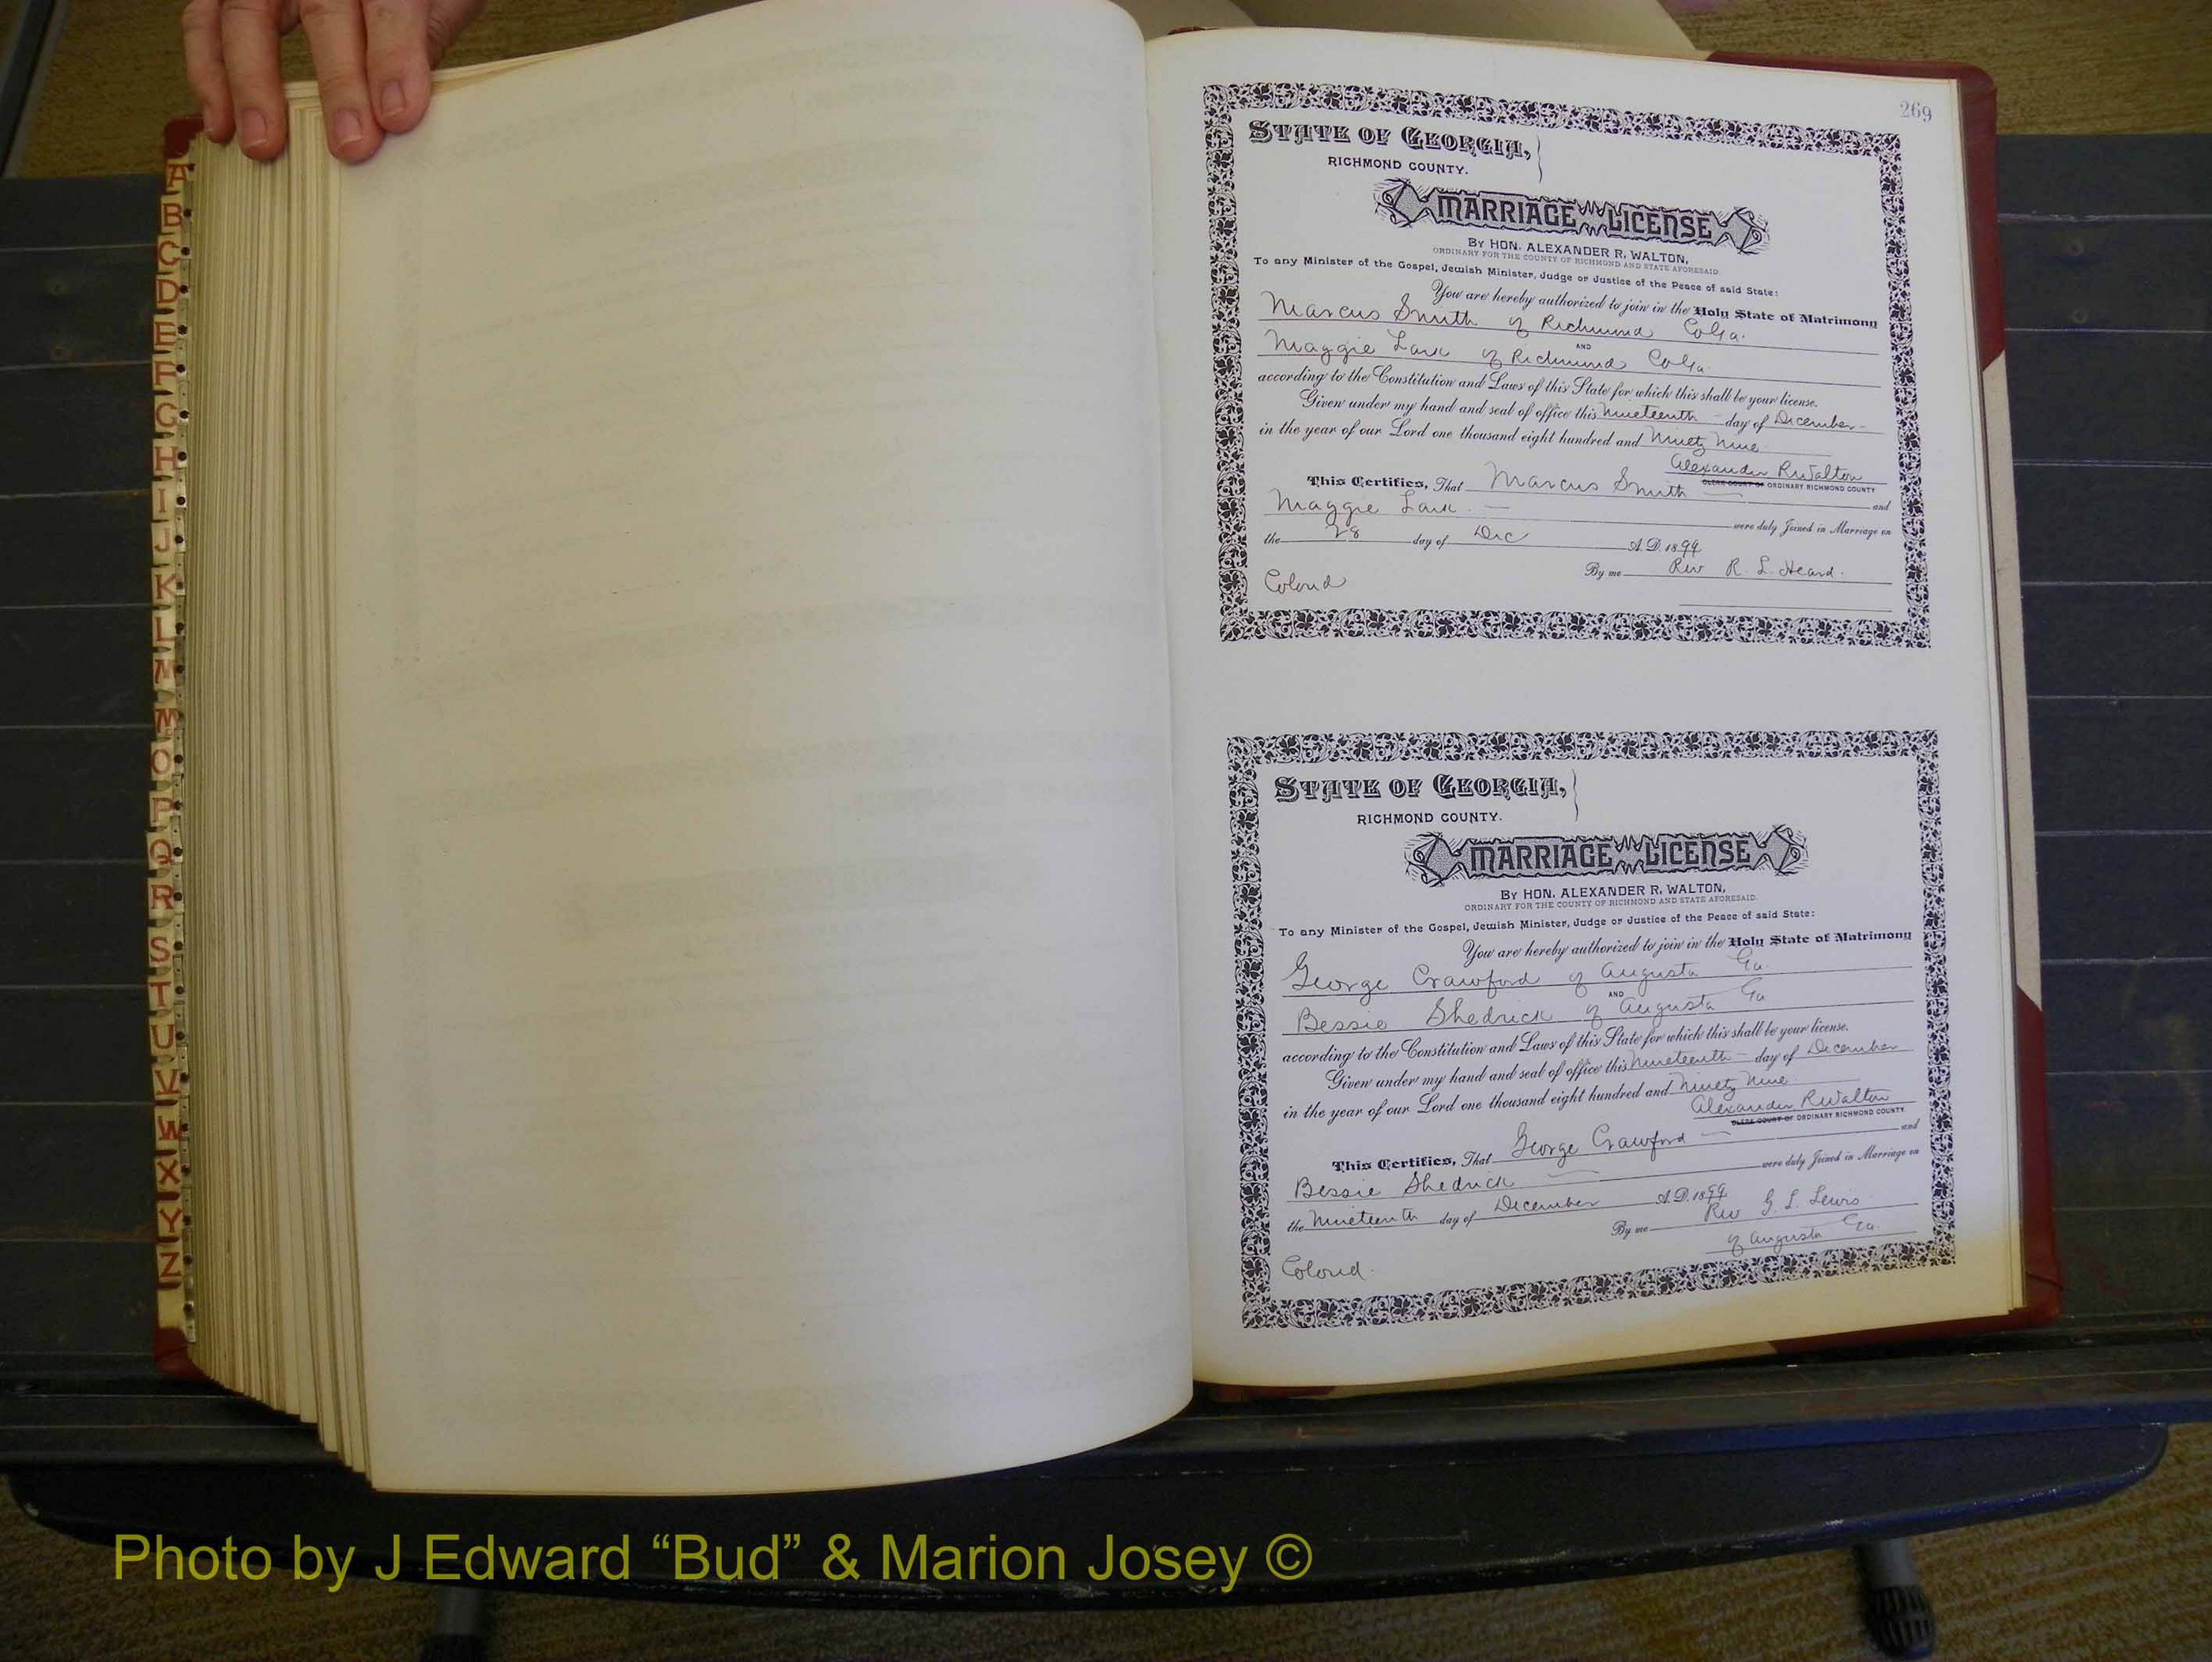 A
B
C
D
E
F
G
H
I
J
K
L
M
M
O
P
Q
R
S
T
U
V
W
X
Y
Z
269
STATE OF GEORGIA,
RICHMOND COUNTY.
MARRIAGE LICENSE
By HON. ALEXANDER R. WALTON,
ORDINARY FOR THE COUNTY OF RICHMOND AND STATE AFORESAID.
To any Minister of the Gospel, Jewish Minister, Judge or Justice of the Peace of said State:
You are hereby authorized to join in the Holy State of Matrimony
Marcus Smith of Richmond Co Ga.
AND
Maggie Lark of Richmond Co Ga.
according to the Constitution and Laws of this State for which this shall be your license.
Given under my hand and seal of office this Nineteenth day of December
in the year of our Lord one thousand eight hundred and Ninety Nine
Alexander R Walton
CLERK COURT OF ORDINARY RICHMOND COUNTY
This Certifies, That Marcus Smith and
Maggie Lark were duly Joined in Marriage on
the 28 day of Dec A. D. 1899
By me Rev R. L. Heard.
Colored
STATE OF GEORGIA,
RICHMOND COUNTY.
MARRIAGE LICENSE
By HON. ALEXANDER R. WALTON,
ORDINARY FOR THE COUNTY OF RICHMOND AND STATE AFORESAID.
To any Minister of the Gospel, Jewish Minister, Judge or Justice of the Peace of said State:
You are hereby authorized to join in the Holy State of Matrimony
George Crawford of Augusta Ga.
AND
Bessie Shedrick of Augusta Ga
according to the Constitution and Laws of this State for which this shall be your license.
Given under my hand and seal of office this Nineteenth day of December
in the year of our Lord one thousand eight hundred and Ninety Nine
Alexander R Walton
CLERK COURT OF ORDINARY RICHMOND COUNTY
This Certifies, That George Crawford and
Bessie Shedrick were duly Joined in Marriage on
the Nineteenth day of December A. D. 1899
By me Rev G. L. Lewis
of Augusta Ga.
Colored.
Photo by J Edward “Bud” & Marion Josey ©